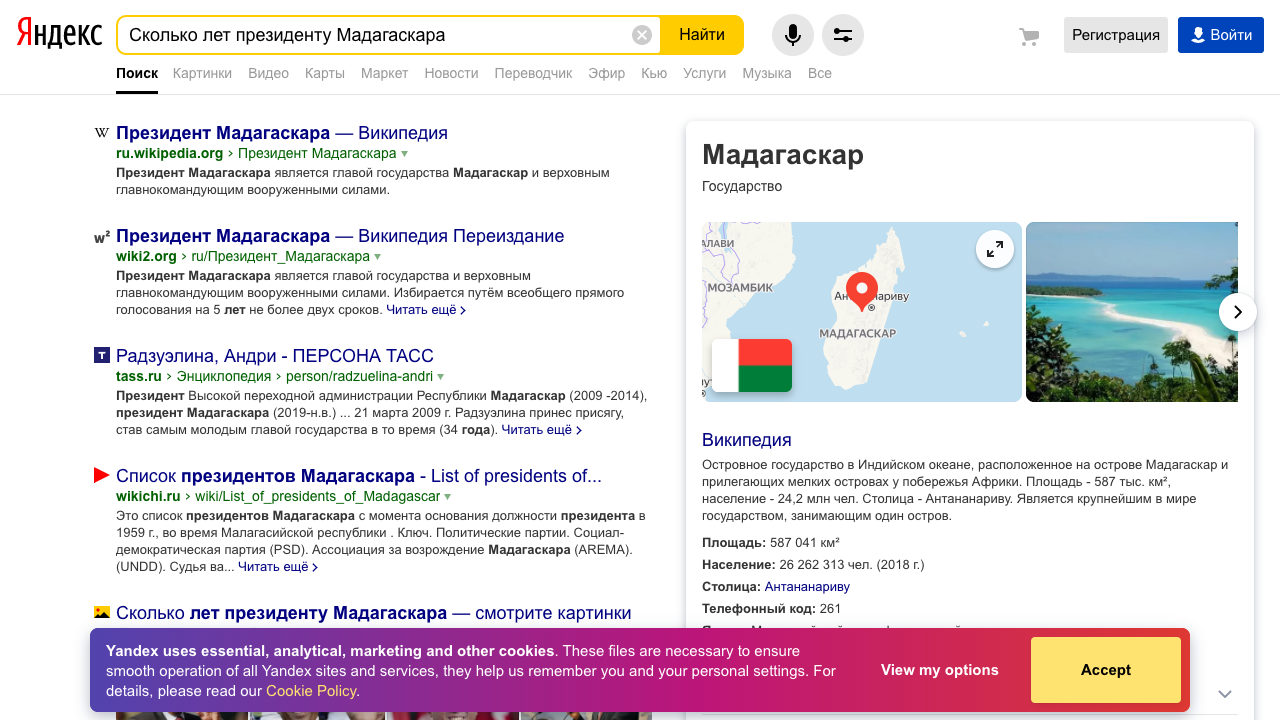 Яндекс
Сколько лет президенту Мадагаскара
Найти
Регистрация
Войти
Поиск Картинки Видео Карты Маркет Новости Переводчик Эфир Кью Услуги Музыка Все
Президент Мадагаскара — Википедия
ru.wikipedia.org › Президент Мадагаскара
Президент Мадагаскара является главой государства Мадагаскар и верховным
главнокомандующим вооруженными силами.
Президент Мадагаскара — Википедия Переиздание
wiki2.org › ru/Президент_Мадагаскара
Президент Мадагаскара является главой государства и верховным
главнокомандующим вооруженными силами. Избирается путём всеобщего прямого
голосования на 5 лет не более двух сроков. Читать ещё ›
Радзуэлина, Андри - ПЕРСОНА ТАСС
tass.ru › Энциклопедия › person/radzuelina-andri
Президент Высокой переходной администрации Республики Мадагаскар (2009 -2014),
президент Мадагаскара (2019-н.в.) ... 21 марта 2009 г. Радзуэлина принес присягу,
став самым молодым главой государства в то время (34 года). Читать ещё ›
Список президентов Мадагаскара - List of presidents of...
wikichi.ru › wiki/List_of_presidents_of_Madagascar
Это список президентов Мадагаскара с момента основания должности президента в
1959 г., во время Малагасийской республики . Ключ. Политические партии. Социал-
демократическая партия (PSD). Ассоциация за возрождение Мадагаскара (AREMA).
(UNDD). Судья ва... Читать ещё ›
Сколько лет президенту Мадагаскара — смотрите картинки
Мадагаскар
Государство
АЛАВИ
МОЗАМБИК
Антананариву
МАДАГАСКАР
Википедия
Островное государство в Индийском океане, расположенное на острове Мадагаскар и
прилегающих мелких островах у побережья Африки. Площадь - 587 тыс. км²,
население - 24,2 млн чел. Столица - Антананариву. Является крупнейшим в мире
государством, занимающим один остров.
Площадь: 587 041 км²
Население: 26 262 313 чел. (2018 г.)
Столица: Антананариву
Телефонный код: 261
Yandex uses essential, analytical, marketing and other cookies. These files are necessary to ensure
smooth operation of all Yandex sites and services, they help us remember you and your personal settings. For
details, please read our Cookie Policy.
View my options
Accept